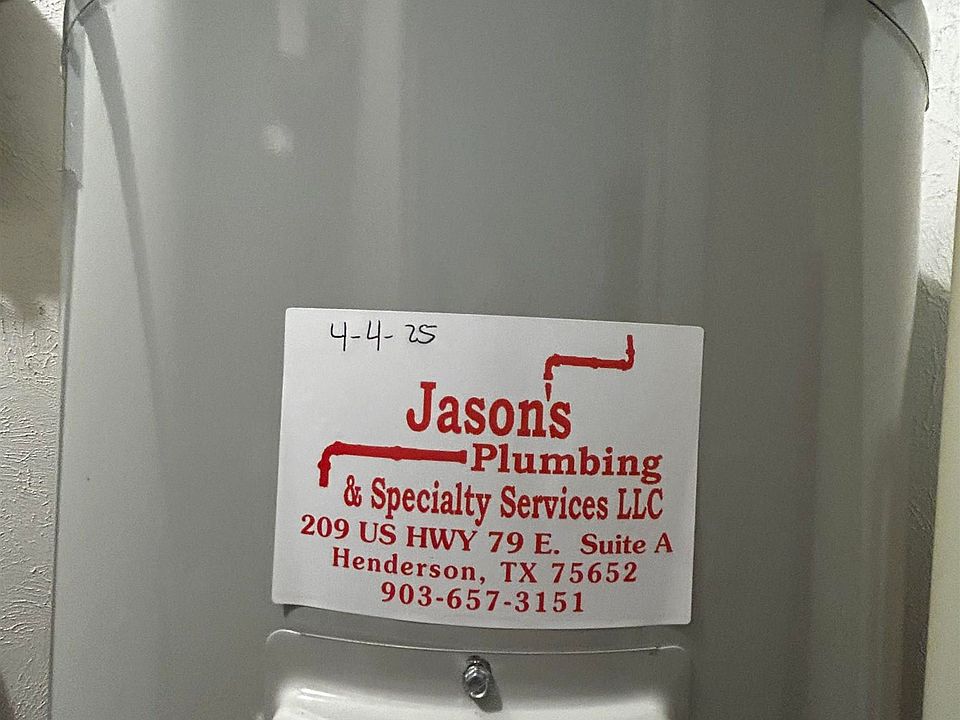 4-4-25
Jason's
Plumbing
& Specialty Services LLC
209 US HWY 79 E. Suite A
Henderson, TX 75652
903-657-3151